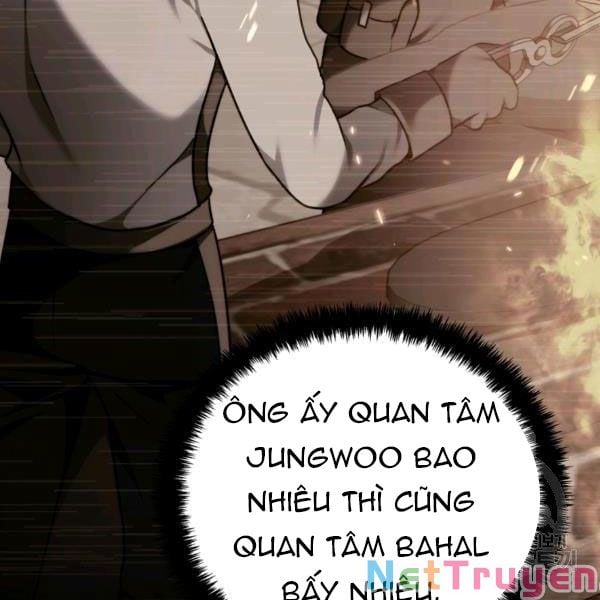 ÔNG ẤY QUAN TÂM
JUNGWOO BAO
NHIÊU THÌ CŨNG
QUAN TÂM BAHAL
BẤY NHIÊU,
NetTruyen